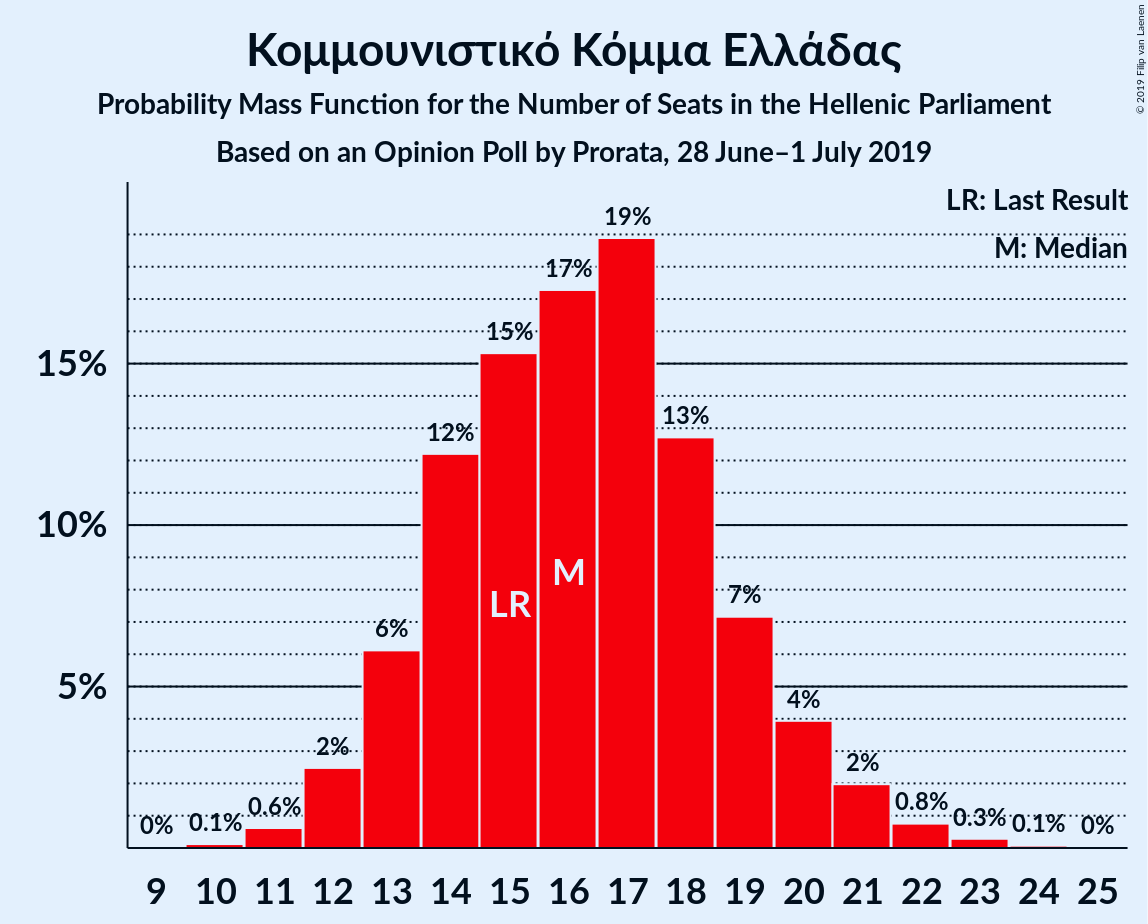 Κομμουνιστικό Κόμμα Ελλάδας
Probability Mass Function for the Number of Seats in the Hellenic Parliament
Based on an Opinion Poll by Prorata, 28 June–1 July 2019
© 2019 Filip van Laenen
LR: Last Result
M: Median
15%
10%
5%
0% 0.1% 0.6% 2% 6% 12% 15% 17% 19% 13% 7% 4% 2% 0.8% 0.3% 0.1% 0%
LR M
9 10 11 12 13 14 15 16 17 18 19 20 21 22 23 24 25